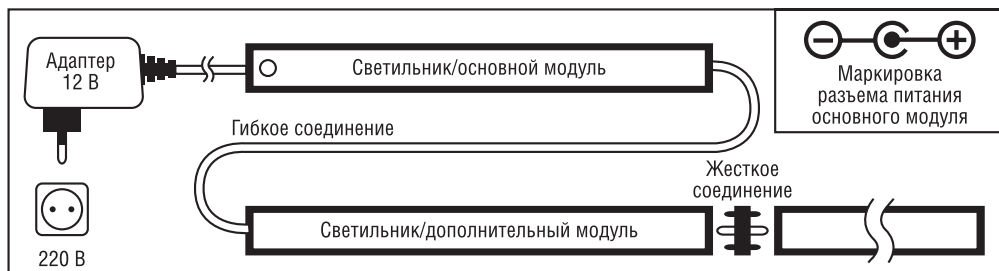 Адаптер
12 В
Светильник/основной модуль
Маркировка
разъема питания
основного модуля
Гибкое соединение
Жесткое
соединение
Светильник/дополнительный модуль
220 В